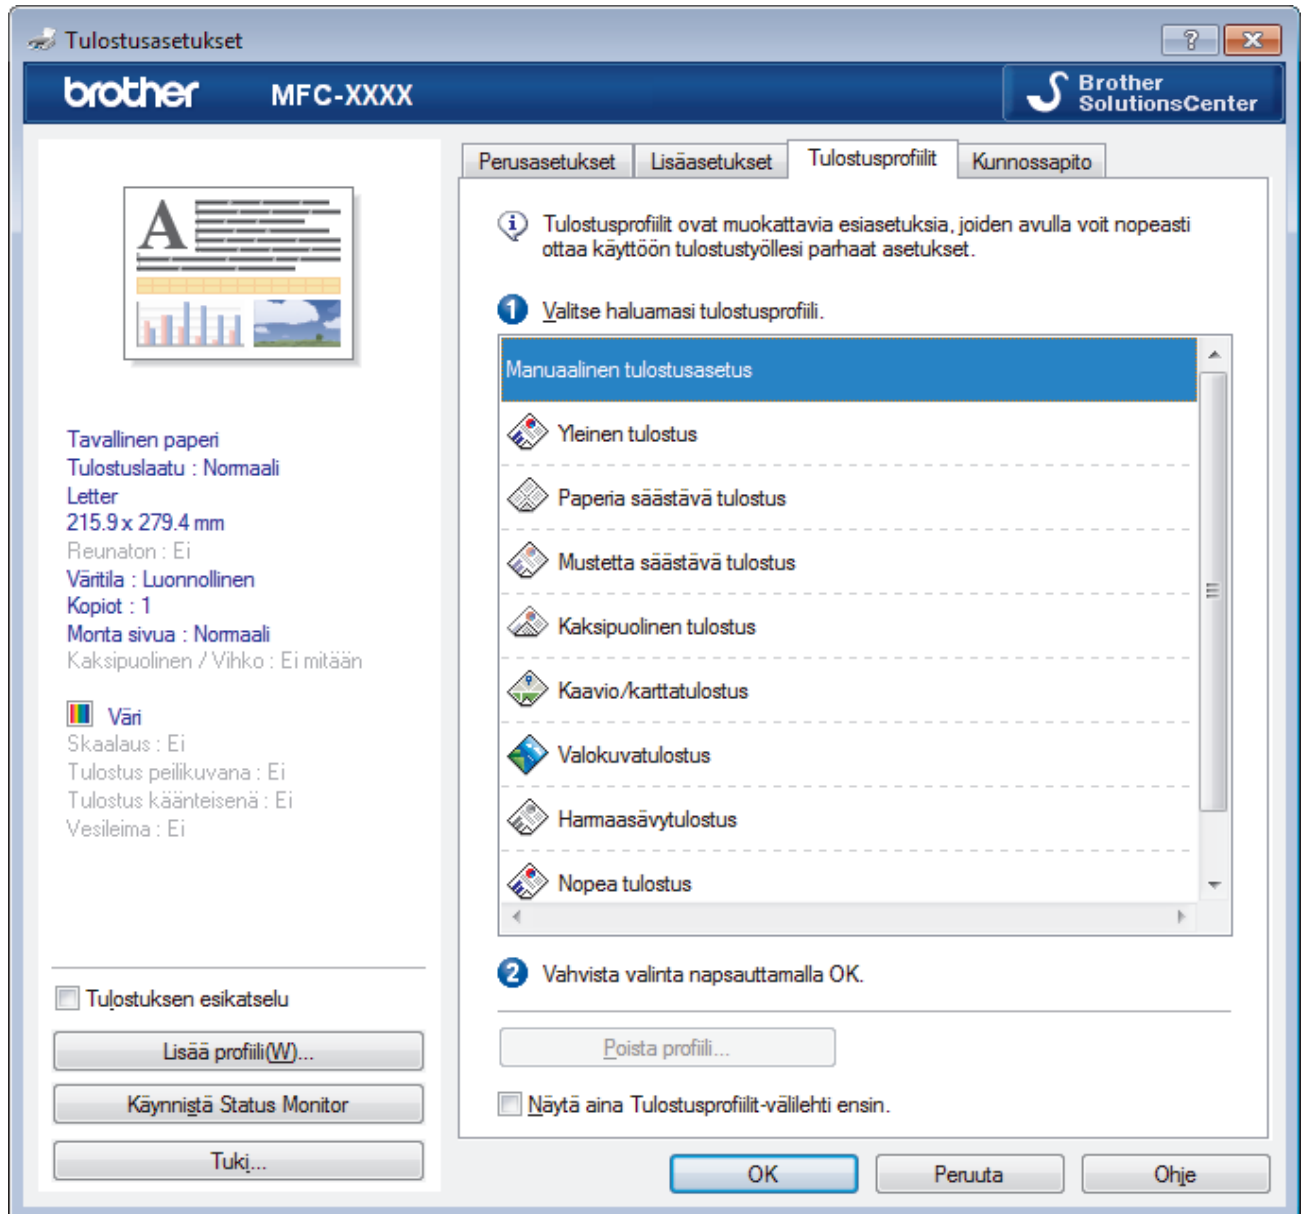 Tulostusasetukset
brother MFC-XXXX
Brother
SolutionsCenter
Perusasetukset Lisäasetukset Tulostusprofiilit Kunnossapito
A
Tulostusprofiilit ovat muokattavia esiasetuksia, joiden avulla voit nopeasti
ottaa käyttöön tulostustyöllesi parhaat asetukset.
1 Valitse haluamasi tulostusprofiili.
Manuaalinen tulostusasetus
Yleinen tulostus
Paperia säästävä tulostus
Mustetta säästävä tulostus
Kaksipuolinen tulostus
Kaavio/karttatulostus
Valokuvatulostus
Harmaasävytulostus
Nopea tulostus
2 Vahvista valinta napsauttamalla OK.
Poista profiili...
Näytä aina Tulostusprofiilit-välilehti ensin.
Tavallinen paperi
Tulostuslaatu : Normaali
Letter
215.9 x 279.4 mm
Reunaton : Ei
Väritila : Luonnollinen
Kopiot : 1
Monta sivua : Normaali
Kaksipuolinen / Vihko : Ei mitään
Väri
Skaalaus : Ei
Tulostus peilikuvana : Ei
Tulostus käänteisenä : Ei
Vesileima : Ei
Tulostuksen esikatselu
Lisää profiili(W)...
Käynnistä Status Monitor
Tuki...
OK Peruuta Ohje